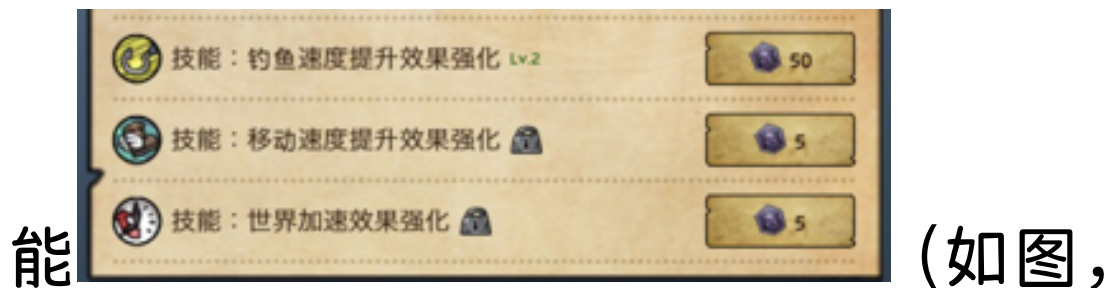 技能：钓鱼速度提升效果强化 Lv.2 50
技能：移动速度提升效果强化 5
技能：世界加速效果强化 5
能 （如图，